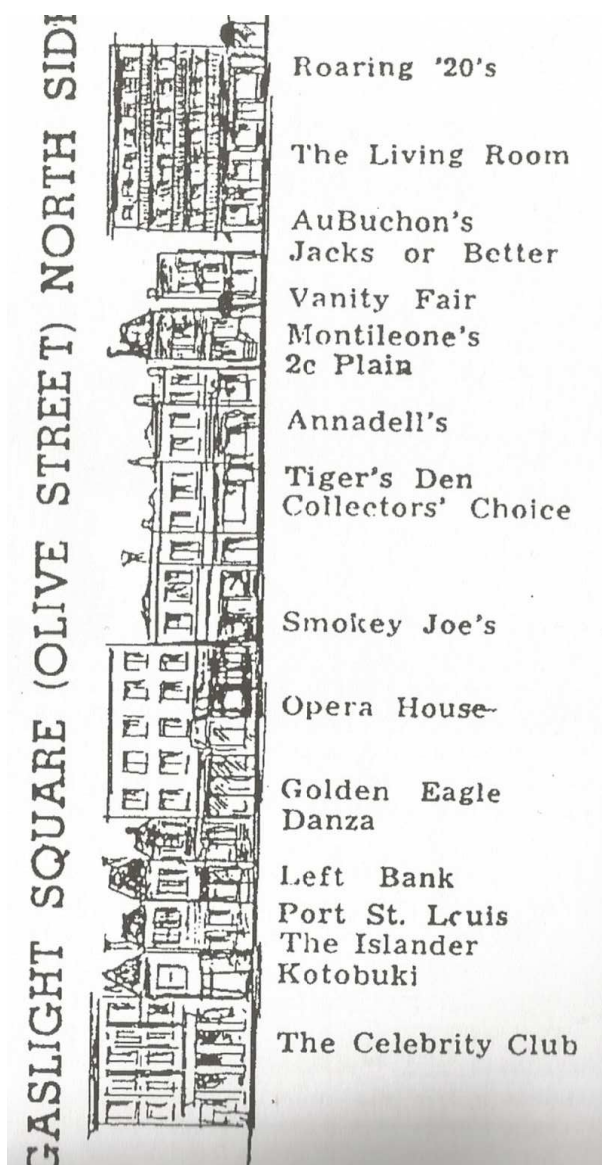 GASLIGHT SQUARE (OLIVE STREET) NORTH SIDE
Roaring '20's
The Living Room
AuBuchon's
Jacks or Better
Vanity Fair
Montileone's
2c Plain
Annadell's
Tiger's Den
Collectors' Choice
Smokey Joe's
Opera House
Golden Eagle
Danza
Left Bank
Port St. Louis
The Islander
Kotobuki
The Celebrity Club